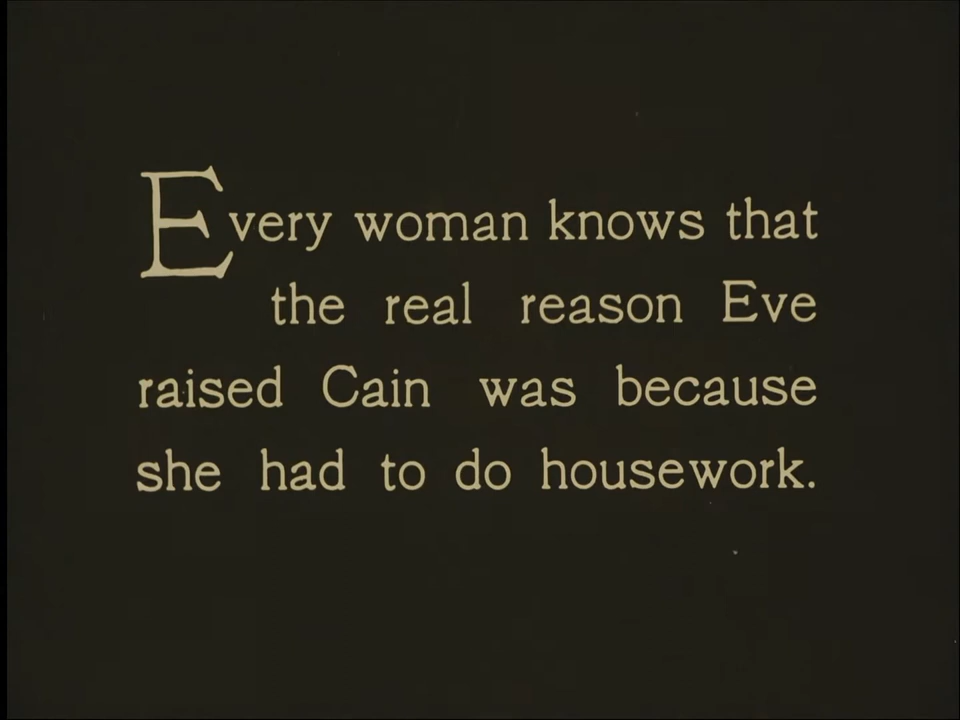 Every woman knows that
the real reason Eve
raised Cain was because
she had to do housework.